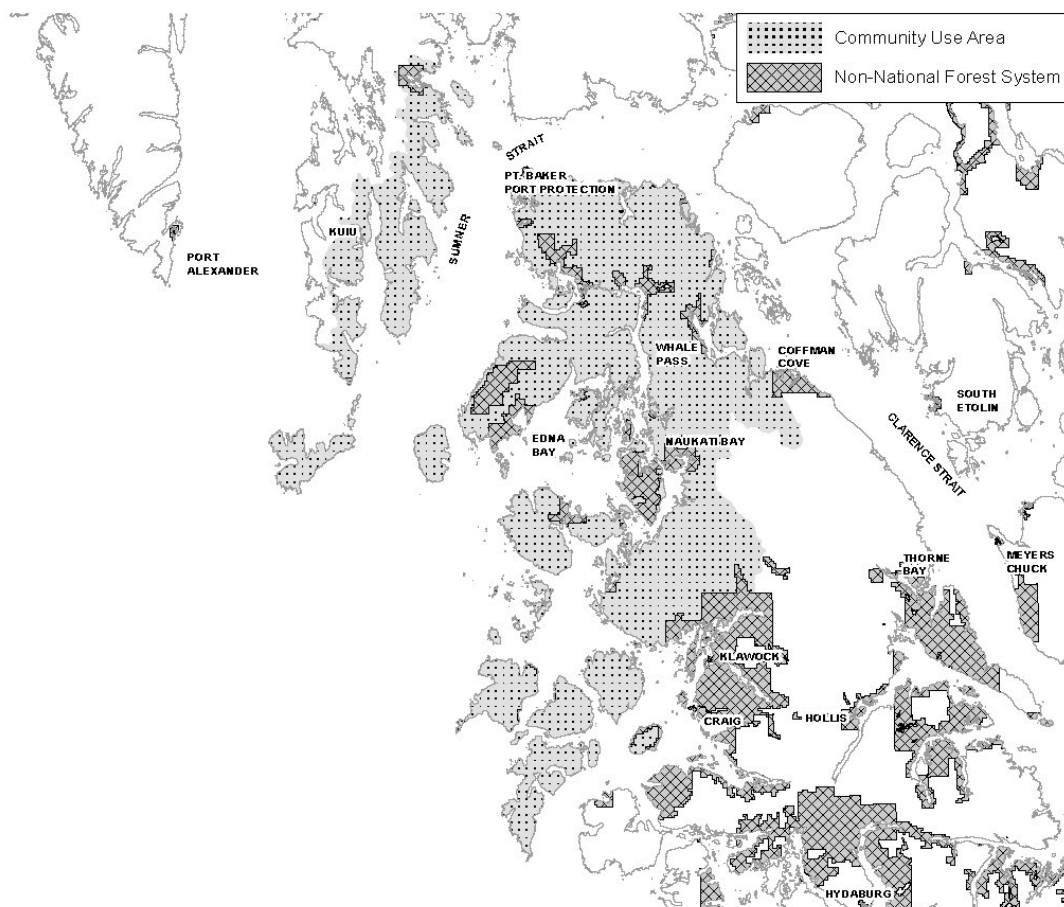 Community Use Area
Non-National Forest System
STRAIT
PT. BAKER
PORT PROTECTION
KUIU
SUMNER
PORT
ALEXANDER
WHALE
PASS
COFFMAN
COVE
SOUTH
ETOLIN
CLARENCE STRAIT
EDNA
BAY
NAUKATI BAY
THORNE
BAY
MEYERS
CHUCK
KLAWOCK
CRAIG
HOLLIS
HYDABURG